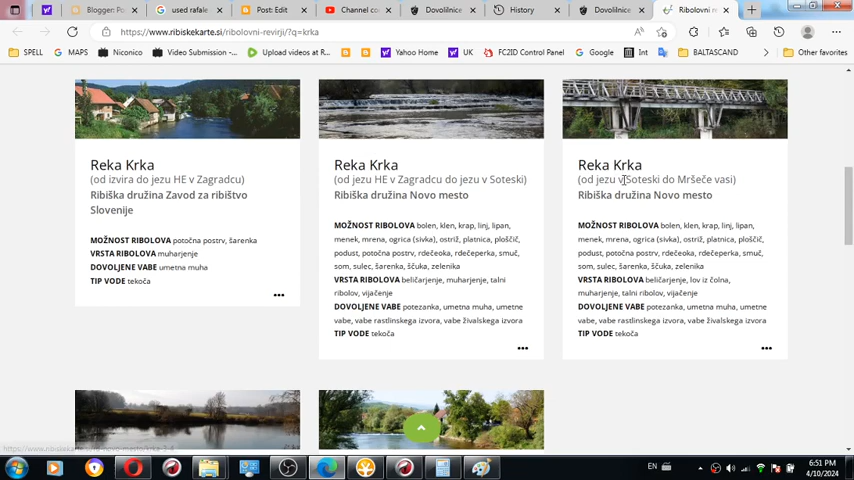 Blogger: Po
used rafale
Post: Edit
Channel co
Dovolilnice
History
Dovolilnice
Ribolovni re
https://www.ribiskekarte.si/ribolovni-revirji/?q=krka
SPELL
MAPS
Niconico
Video Submission -...
Upload videos at R...
Yahoo Home
UK
FC2ID Control Panel
Google
Int
BALTASCAND
Other favorites
Reka Krka
(od izvira do jezu HE v Zagradcu)
Ribiška družina Zavod za ribištvo
Slovenije
MOŽNOST RIBOLOVA potočna postrv, šarenka
VRSTA RIBOLOVA muharjenje
DOVOLJENE VABE umetna muha
TIP VODE tekoča
Reka Krka
(od jezu HE v Zagradcu do jezu v Soteski)
Ribiška družina Novo mesto
MOŽNOST RIBOLOVA bolen, klen, krap, linj, lipan,
menek, mrena, ogrica (sivka), ostriž, platnica, ploščič,
podust, potočna postrv, rdečeoka, rdečeperka, smuč,
som, sulec, šarenka, ščuka, zelenika
VRSTA RIBOLOVA beličarjenje, muharjenje, talni
ribolov, vijačenje
DOVOLJENE VABE potezanka, umetna muha, umetne
vabe, vabe rastlinskega izvora, vabe živalskega izvora
TIP VODE tekoča
Reka Krka
(od jezu v Soteski do Mršeče vasi)
Ribiška družina Novo mesto
MOŽNOST RIBOLOVA bolen, klen, krap, linj, lipan,
menek, mrena, ogrica (sivka), ostriž, platnica, ploščič,
podust, potočna postrv, rdečeoka, rdečeperka, smuč,
som, sulec, šarenka, ščuka, zelenika
VRSTA RIBOLOVA beličarjenje, lov iz čolna,
muharjenje, talni ribolov, vijačenje
DOVOLJENE VABE potezanka, umetna muha, umetne
vabe, vabe rastlinskega izvora, vabe živalskega izvora
TIP VODE tekoča
EN
6:51 PM
4/10/2024